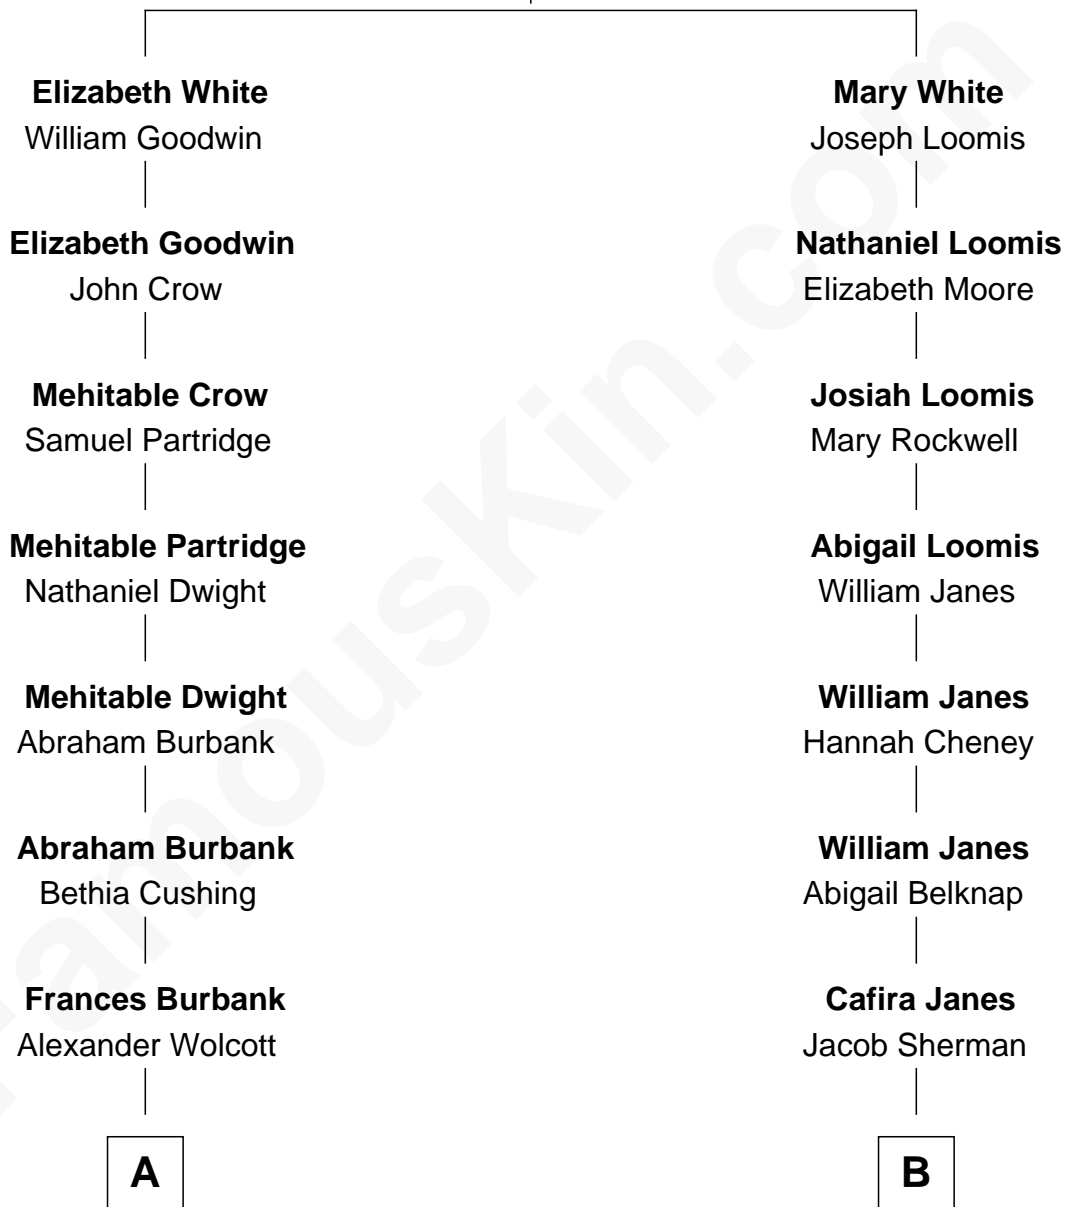 Elizabeth White
William Goodwin
Elizabeth Goodwin
John Crow
Mehitable Crow
Samuel Partridge
Mehitable Partridge
Nathaniel Dwight
Mehitable Dwight
Abraham Burbank
Abraham Burbank
Bethia Cushing
Frances Burbank
Alexander Wolcott
A
Mary White
Joseph Loomis
Nathaniel Loomis
Elizabeth Moore
Josiah Loomis
Mary Rockwell
Abigail Loomis
William Janes
William Janes
Hannah Cheney
William Janes
Abigail Belknap
Cafira Janes
Jacob Sherman
B
FamousKin.com